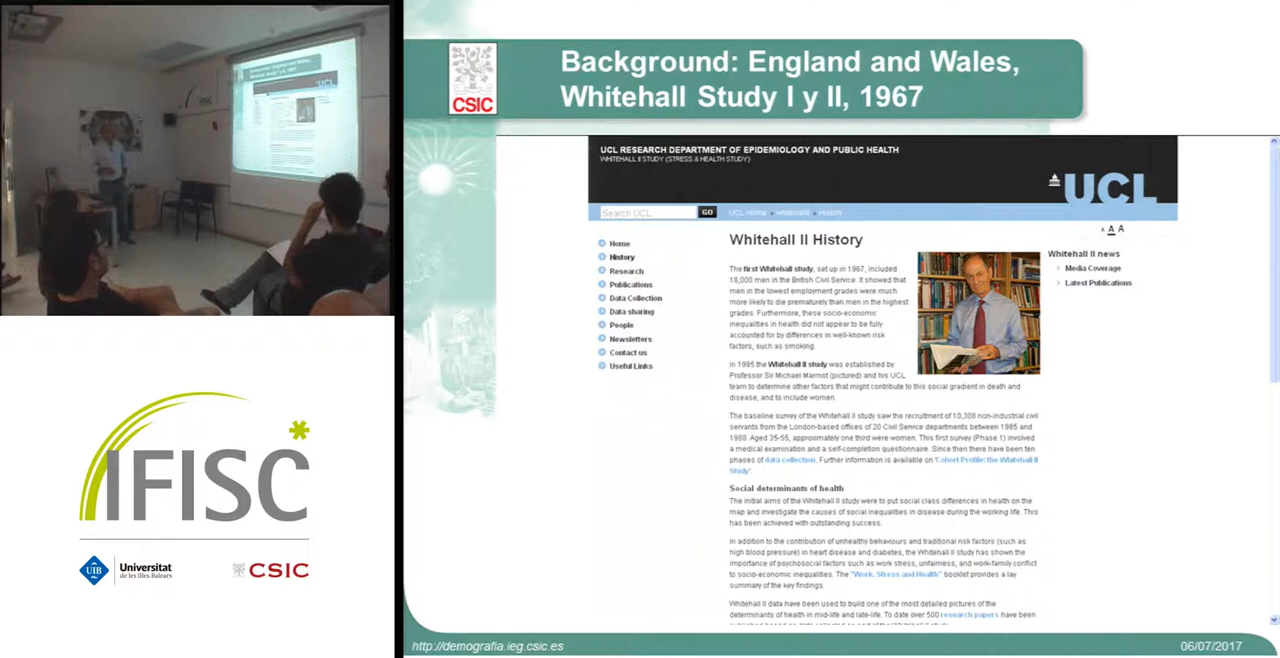 Background: England and Wales,
Whitehall Study I y II, 1967
CSIC
UCL RESEARCH DEPARTMENT OF EPIDEMIOLOGY AND PUBLIC HEALTH
WHITEHALL II STUDY (STRESS & HEALTH STUDY)
UCL
Search UCL
GO
UCL Home » whitehallII » History
A A A
Home
History
Research
Publications
Data Collection
Data sharing
People
Newsletters
Contact us
Useful Links
Whitehall II History
The first Whitehall study, set up in 1967, included
18,000 men in the British Civil Service. It showed that
men in the lowest employment grades were much
more likely to die prematurely than men in the highest
grades. Furthermore, these socio-economic
inequalities in health did not appear to be fully
accounted for by differences in well-known risk
factors, such as smoking.
In 1985 the Whitehall II study was established by
Professor Sir Michael Marmot (pictured) and his UCL
team to determine other factors that might contribute to this social gradient in death and
disease, and to include women.
The baseline survey of the Whitehall II study saw the recruitment of 10,308 non-industrial civil
servants from the London-based offices of 20 Civil Service departments between 1985 and
1988. Aged 35-55, approximately one third were women. This first survey (Phase 1) involved
a medical examination and a self-completion questionnaire. Since then there have been ten
phases of data collection. Further information is available on 'Cohort Profile: the Whitehall II
Study'.
Social determinants of health
The initial aims of the Whitehall II study were to put social class differences in health on the
map and investigate the causes of social inequalities in disease during the working life. This
has been achieved with outstanding success.
In addition to the contribution of unhealthy behaviours and traditional risk factors (such as
high blood pressure) in heart disease and diabetes, the Whitehall II study has shown the
importance of psychosocial factors such as work stress, unfairness, and work-family conflict
to socio-economic inequalities. The "Work, Stress and Health" booklet provides a lay
summary of the key findings.
Whitehall II data have been used to build one of the most detailed pictures of the
determinants of health in mid-life and late-life. To date over 500 research papers have been
Whitehall II news
Media Coverage
Latest Publications
IFISC
UIB
Universitat
de les Illes Balears
CSIC
http://demografia.ieg.csic.es
06/07/2017